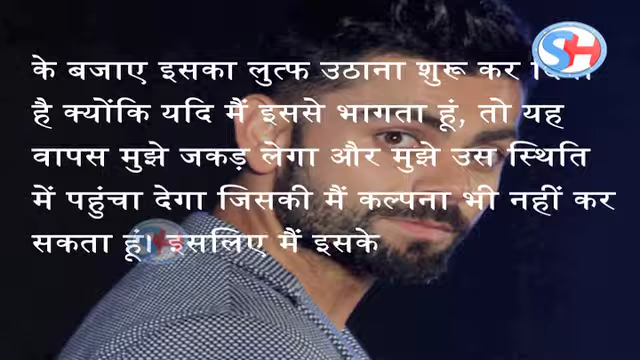 के बजाए इसका लुत्फ उठाना शुरू कर
है क्योंकि यदि मैं इससे भागता हूं, तो यह
वापस मुझे जकड़ लेगा और मुझे उस स्थिति
में पहुंचा देगा जिसकी मैं कल्पना भी नहीं कर
सकता हूं। इसलिए मैं इसके
SH